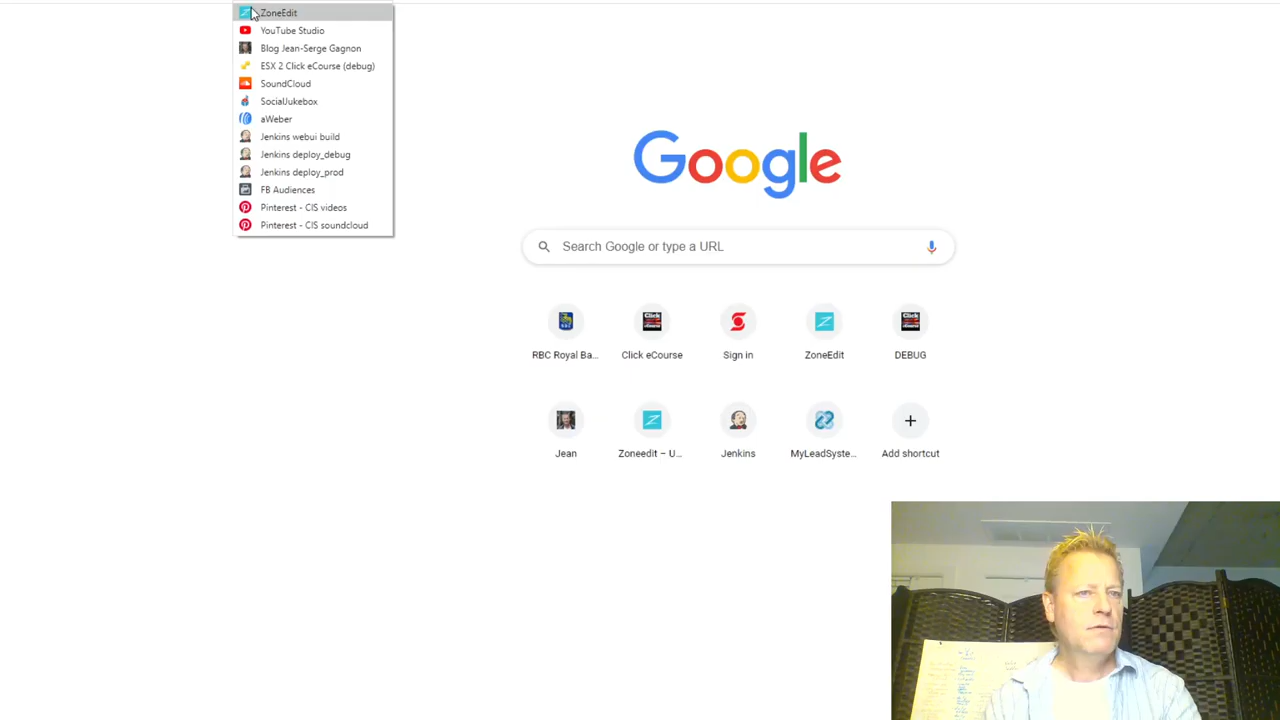 ZoneEdit
YouTube Studio
Blog Jean-Serge Gagnon
ESX 2 Click eCourse (debug)
SoundCloud
SocialJukebox
aWeber
Jenkins webui build
Jenkins deploy_debug
Jenkins deploy_prod
FB Audiences
Pinterest - CIS videos
Pinterest - CIS soundcloud
Google
Search Google or type a URL
RBC Royal Ba...
Click eCourse
Sign in
ZoneEdit
DEBUG
Jean
Zoneedit – U...
Jenkins
MyLeadSyste...
Add shortcut